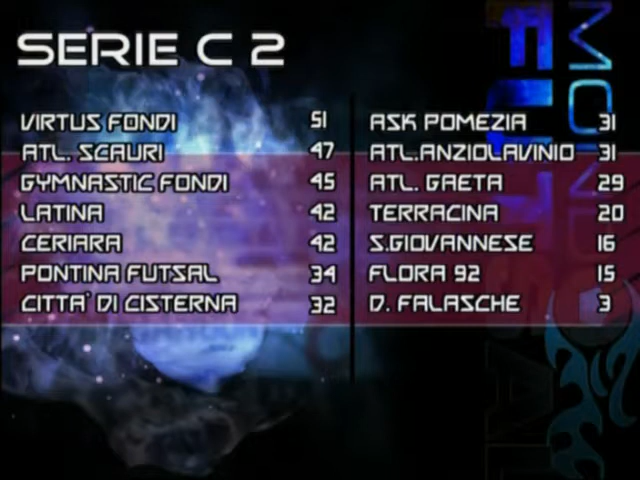 SERIE C 2
VIRTUS FONDI 51
ATL. SCAURI 47
GYMNASTIC FONDI 45
LATINA 42
CERIARA 42
PONTINA FUTSAL 34
CITTA' DI CISTERNA 32
ASK POMEZIA 31
ATL.ANZIOLAVINIO 31
ATL. GAETA 29
TERRACINA 20
S.GIOVANNESE 16
FLORA 92 15
D. FALASCHE 3